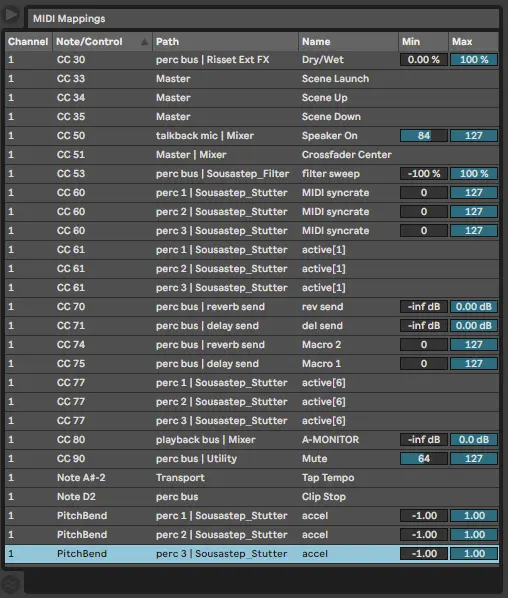 MIDI Mappings
Channel Note/Control Path Name Min Max
1 CC 30 perc bus | Risset Ext FX Dry/Wet 0.00 % 100 %
1 CC 33 Master Scene Launch
1 CC 34 Master Scene Up
1 CC 35 Master Scene Down
1 CC 50 talkback mic | Mixer Speaker On 84 127
1 CC 51 Master | Mixer Crossfader Center
1 CC 53 perc bus | Sousastep_Filter filter sweep -100 % 100 %
1 CC 60 perc 1 | Sousastep_Stutter MIDI syncrate 0 127
1 CC 60 perc 2 | Sousastep_Stutter MIDI syncrate 0 127
1 CC 60 perc 3 | Sousastep_Stutter MIDI syncrate 0 127
1 CC 61 perc 1 | Sousastep_Stutter active[1]
1 CC 61 perc 2 | Sousastep_Stutter active[1]
1 CC 61 perc 3 | Sousastep_Stutter active[1]
1 CC 70 perc bus | reverb send rev send -inf dB 0.00 dB
1 CC 71 perc bus | delay send del send -inf dB 0.00 dB
1 CC 74 perc bus | reverb send Macro 2 0 127
1 CC 75 perc bus | delay send Macro 1 0 127
1 CC 77 perc 1 | Sousastep_Stutter active[6]
1 CC 77 perc 2 | Sousastep_Stutter active[6]
1 CC 77 perc 3 | Sousastep_Stutter active[6]
1 CC 80 playback bus | Mixer A-MONITOR -inf dB 0.0 dB
1 CC 90 perc bus | Utility Mute 64 127
1 Note A#-2 Transport Tap Tempo
1 Note D2 perc bus Clip Stop
1 PitchBend perc 1 | Sousastep_Stutter accel -1.00 1.00
1 PitchBend perc 2 | Sousastep_Stutter accel -1.00 1.00
1 PitchBend perc 3 | Sousastep_Stutter accel -1.00 1.00